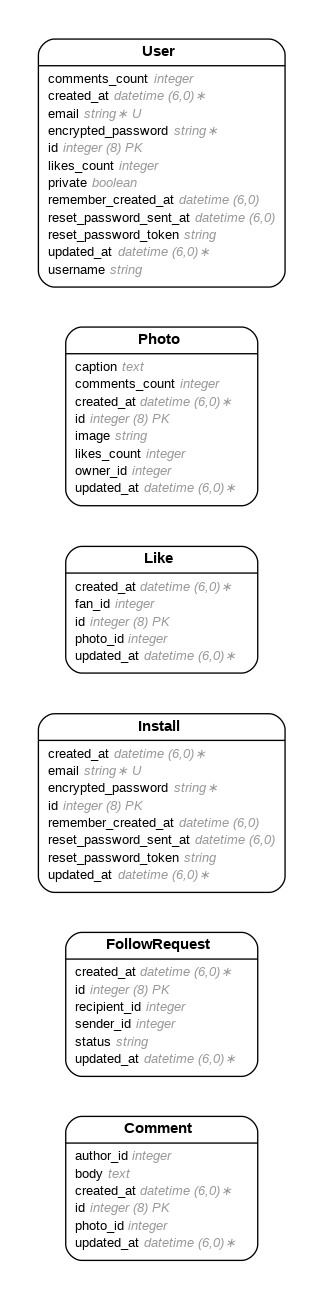 User
comments_count integer
created_at datetime (6,0)∗
email string∗ U
encrypted_password string∗
id integer (8) PK
likes_count integer
private boolean
remember_created_at datetime (6,0)
reset_password_sent_at datetime (6,0)
reset_password_token string
updated_at datetime (6,0)∗
username string
Photo
caption text
comments_count integer
created_at datetime (6,0)∗
id integer (8) PK
image string
likes_count integer
owner_id integer
updated_at datetime (6,0)∗
Like
created_at datetime (6,0)∗
fan_id integer
id integer (8) PK
photo_id integer
updated_at datetime (6,0)∗
Install
created_at datetime (6,0)∗
email string∗ U
encrypted_password string∗
id integer (8) PK
remember_created_at datetime (6,0)
reset_password_sent_at datetime (6,0)
reset_password_token string
updated_at datetime (6,0)∗
FollowRequest
created_at datetime (6,0)∗
id integer (8) PK
recipient_id integer
sender_id integer
status string
updated_at datetime (6,0)∗
Comment
author_id integer
body text
created_at datetime (6,0)∗
id integer (8) PK
photo_id integer
updated_at datetime (6,0)∗